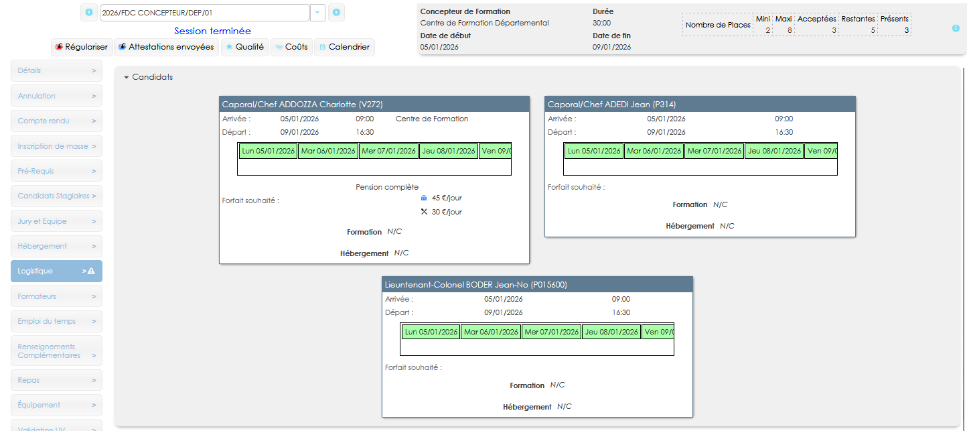 2026/FDC CONCEPTEUR/DEP/01
Session terminée
Régulariser Attestations envoyées Qualité Coûts Calendrier
Concepteur de Formation Durée
Centre de Formation Départemental 30:00
Date de début Date de fin
05/01/2026 09/01/2026
Nombre de Places: Mini Maxi Acceptées Restantes Présents
2 8 3 5 3
Détails >
Annulation >
Compte rendu >
Inscription de masse >
Pré-Requis >
Candidats Stagiaires >
Jury et Equipe >
Hébergement >
Logistique >
Formateurs >
Emploi du temps >
Renseignements
Complémentaires >
Repas >
Équipement >
Validation UV
Candidats
Caporal/Chef ADDOZZA Charlotte (V272)
Arrivée : 05/01/2026 09:00 Centre de Formation
Départ : 09/01/2026 16:30
Lun 05/01/2026 Mar 06/01/2026 Mer 07/01/2026 Jeu 08/01/2026 Ven 09/0
Pension complète
Forfait souhaité : 45 €/jour
30 €/jour
Formation N/C
Hébergement N/C
Caporal/Chef ADEDI Jean (P314)
Arrivée : 05/01/2026 09:00
Départ : 09/01/2026 16:30
Lun 05/01/2026 Mar 06/01/2026 Mer 07/01/2026 Jeu 08/01/2026 Ven 09/0
Forfait souhaité :
Formation N/C
Hébergement N/C
Lieuntenant-Colonel BODER Jean-No (P015600)
Arrivée : 05/01/2026 09:00
Départ : 09/01/2026 16:30
Lun 05/01/2026 Mar 06/01/2026 Mer 07/01/2026 Jeu 08/01/2026 Ven 09/0
Forfait souhaité :
Formation N/C
Hébergement N/C